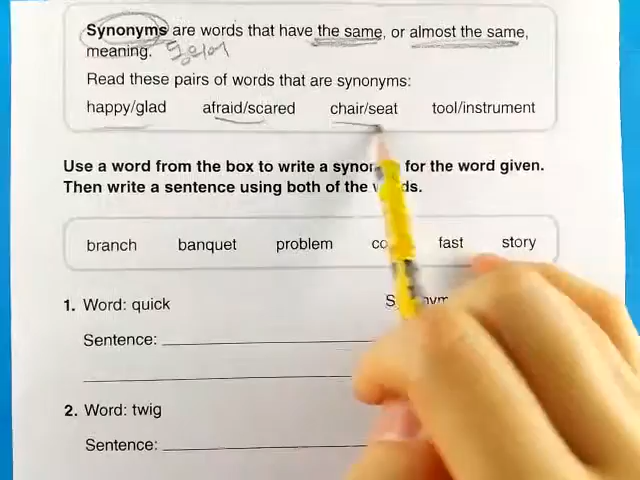 Synonyms are words that have the same, or almost the same,
meaning. 동의어
Read these pairs of words that are synonyms:
happy/glad afraid/scared chair/seat tool/instrument
Use a word from the box to write a for the word given.
Then write a sentence using both of the
branch banquet problem fast story
1. Word: quick
Sentence:
2. Word: twig
Sentence: